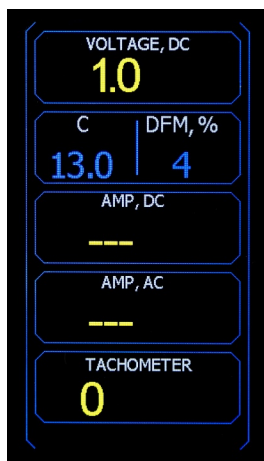 VOLTAGE, DC
1.0
C DFM, %
13.0 4
AMP, DC
---
AMP, AC
---
TACHOMETER
0